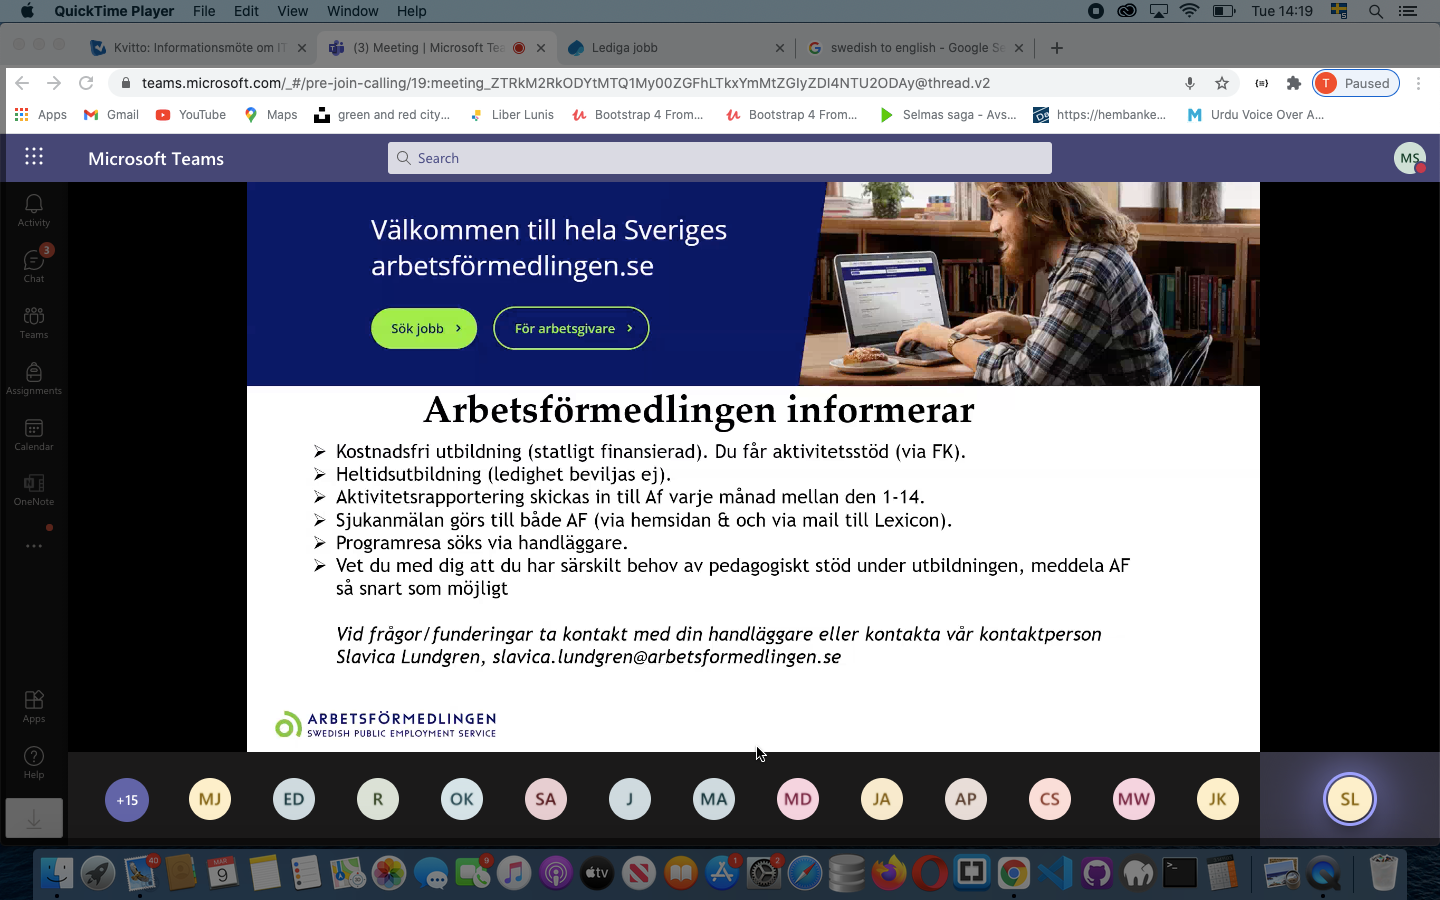 QuickTime Player File Edit View Window Help Tue 14:19
Kvitto: Informationsmöte om IT
(3) Meeting | Microsoft Tea
Lediga jobb
swedish to english - Google Se
teams.microsoft.com/_#/pre-join-calling/19:meeting_ZTRkM2RkODYtMTQ1My00ZGFhLTkxYmMtZGIyZDI4NTU2ODAy@thread.v2
T Paused
Apps Gmail YouTube Maps green and red city... Liber Lunis Bootstrap 4 From... Bootstrap 4 From... Selmas saga - Avs... https://hembanke... Urdu Voice Over A...
Microsoft Teams
Search
MS
Activity
3
Chat
Teams
Assignments
Calendar
OneNote
Apps
Help
Välkommen till hela Sveriges
arbetsförmedlingen.se
Sök jobb
För arbetsgivare
Arbetsförmedlingen informerar
Kostnadsfri utbildning (statligt finansierad). Du får aktivitetsstöd (via FK).
Heltidsutbildning (ledighet beviljas ej).
Aktivitetsrapportering skickas in till Af varje månad mellan den 1-14.
Sjukanmälan görs till både AF (via hemsidan & och via mail till Lexicon).
Programresa söks via handläggare.
Vet du med dig att du har särskilt behov av pedagogiskt stöd under utbildningen, meddela AF
så snart som möjligt
Vid frågor/funderingar ta kontakt med din handläggare eller kontakta vår kontaktperson
Slavica Lundgren, slavica.lundgren@arbetsformedlingen.se
ARBETSFÖRMEDLINGEN
SWEDISH PUBLIC EMPLOYMENT SERVICE
+15 MJ ED R OK SA J MA MD JA AP CS MW JK SL
40 MAR 9 9 tv 1 2